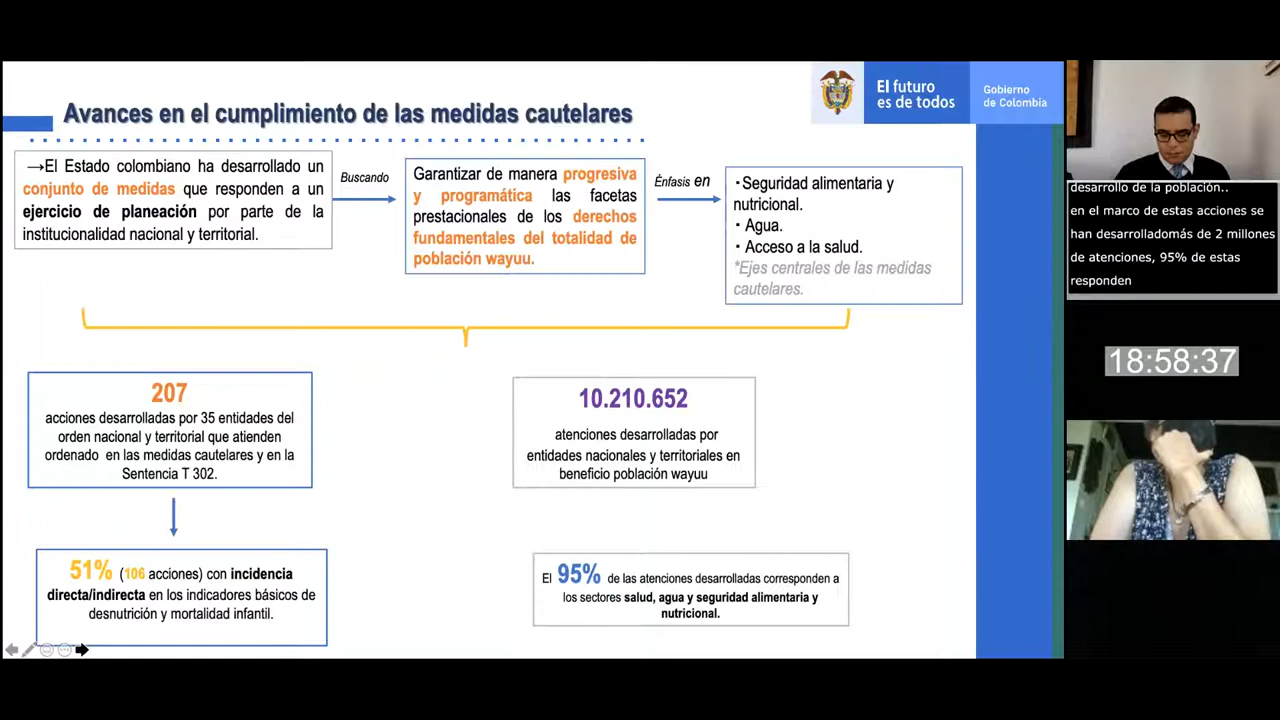 Avances en el cumplimiento de las medidas cautelares
El futuro
es de todos
Gobierno
de Colombia
→El Estado colombiano ha desarrollado un
conjunto de medidas que responden a un
ejercicio de planeación por parte de la
institucionalidad nacional y territorial.
Buscando
Garantizar de manera progresiva
y programática las facetas
prestacionales de los derechos
fundamentales del totalidad de
población wayuu.
Énfasis en
•Seguridad alimentaria y
nutricional.
• Agua.
• Acceso a la salud.
*Ejes centrales de las medidas
cautelares.
207
acciones desarrolladas por 35 entidades del
orden nacional y territorial que atienden
ordenado en las medidas cautelares y en la
Sentencia T 302.
10.210.652
atenciones desarrolladas por
entidades nacionales y territoriales en
beneficio población wayuu
51% (106 acciones) con incidencia
directa/indirecta en los indicadores básicos de
desnutrición y mortalidad infantil.
El 95% de las atenciones desarrolladas corresponden a
los sectores salud, agua y seguridad alimentaria y
nutricional.
desarrollo de la población..
en el marco de estas acciones se
han desarrolladomás de 2 millones
de atenciones, 95% de estas
responden
18:58:37